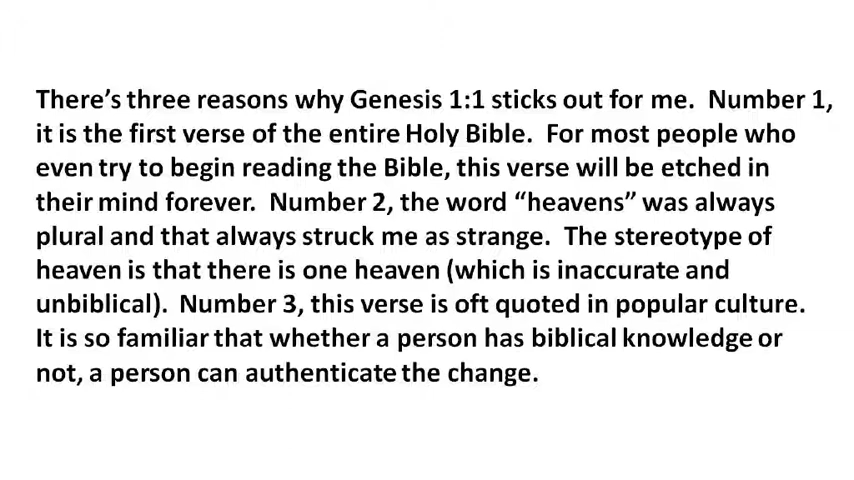 There’s three reasons why Genesis 1:1 sticks out for me.  Number 1,
it is the first verse of the entire Holy Bible.  For most people who
even try to begin reading the Bible, this verse will be etched in
their mind forever.  Number 2, the word “heavens” was always
plural and that always struck me as strange.  The stereotype of
heaven is that there is one heaven (which is inaccurate and
unbiblical).  Number 3, this verse is oft quoted in popular culture.
It is so familiar that whether a person has biblical knowledge or
not, a person can authenticate the change.